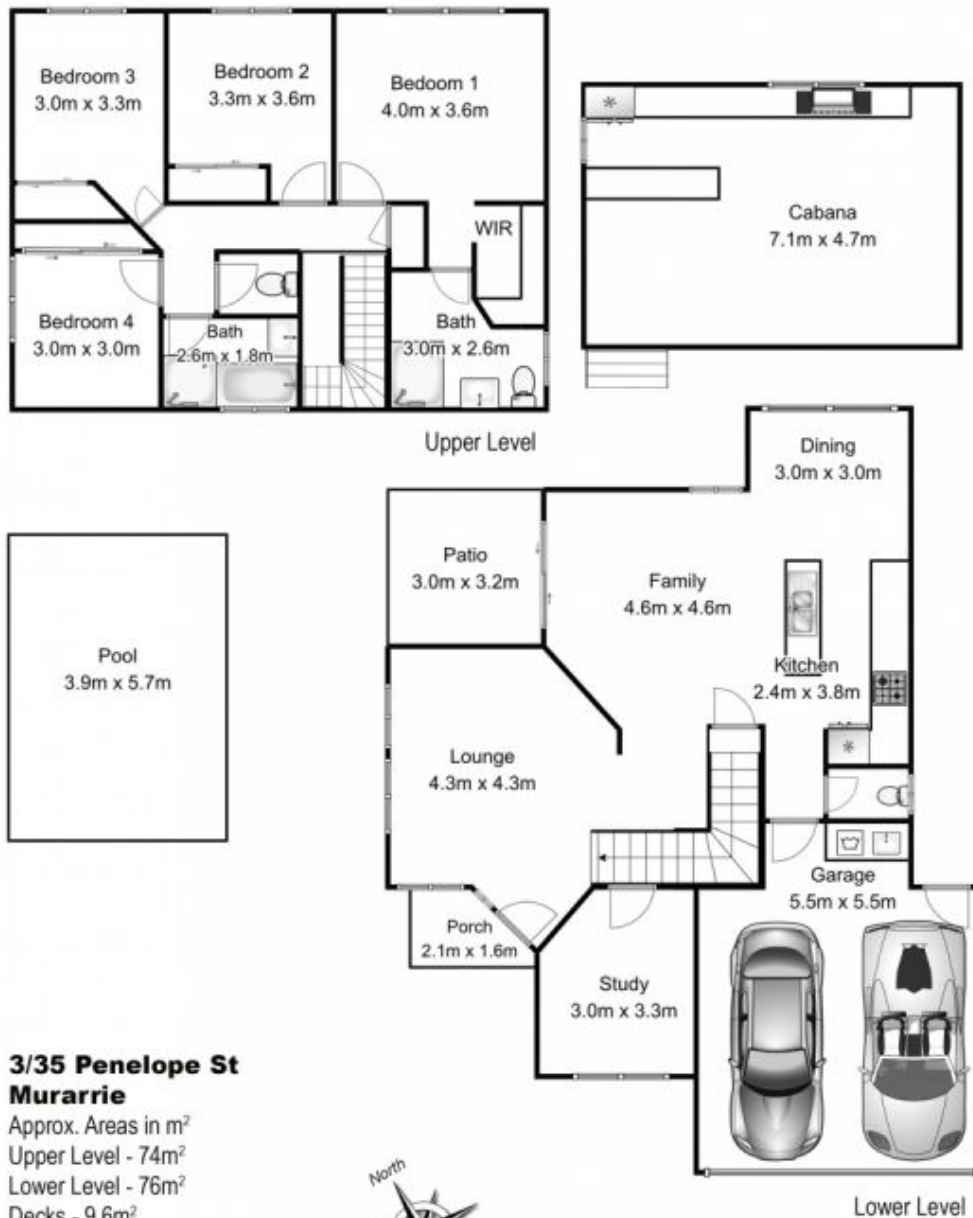 Bedroom 3
3.0m x 3.3m
Bedroom 2
3.3m x 3.6m
Bedoom 1
4.0m x 3.6m
WIR
Bedroom 4
3.0m x 3.0m
Bath
2.6m x 1.8m
Bath
3.0m x 2.6m
Upper Level
Cabana
7.1m x 4.7m
Dining
3.0m x 3.0m
Patio
3.0m x 3.2m
Family
4.6m x 4.6m
Pool
3.9m x 5.7m
Kitchen
2.4m x 3.8m
Lounge
4.3m x 4.3m
Garage
5.5m x 5.5m
Porch
2.1m x 1.6m
Study
3.0m x 3.3m
3/35 Penelope St
Murarrie
Approx. Areas in m²
Upper Level - 74m²
Lower Level - 76m²
Decks - 9.6m²
North
Lower Level